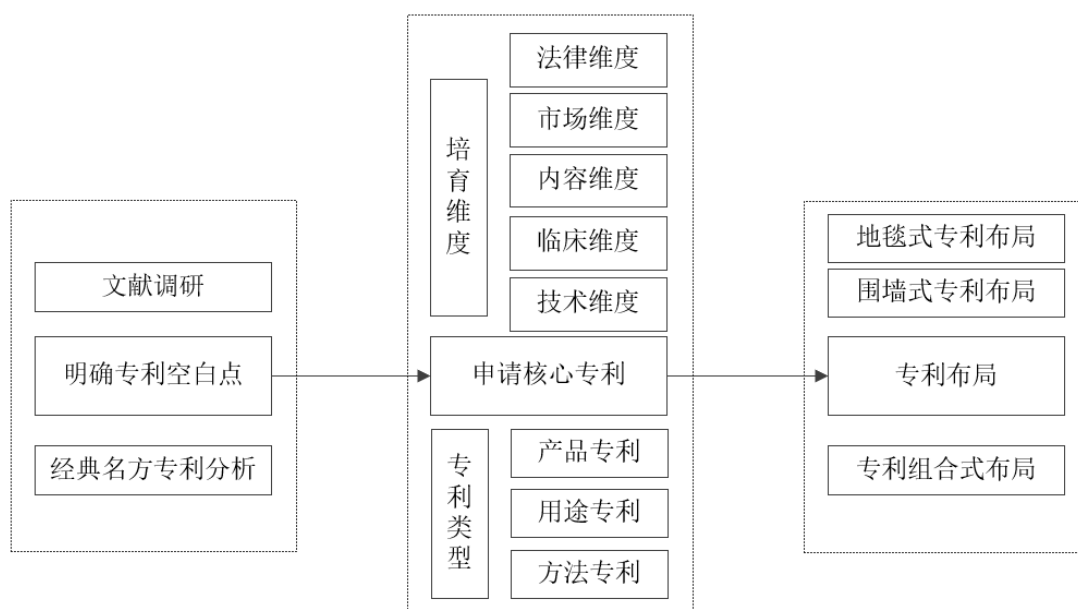 文献调研
明确专利空白点
经典名方专利分析
培育维度
法律维度
市场维度
内容维度
临床维度
技术维度
申请核心专利
专利类型
产品专利
用途专利
方法专利
地毯式专利布局
围墙式专利布局
专利布局
专利组合式布局